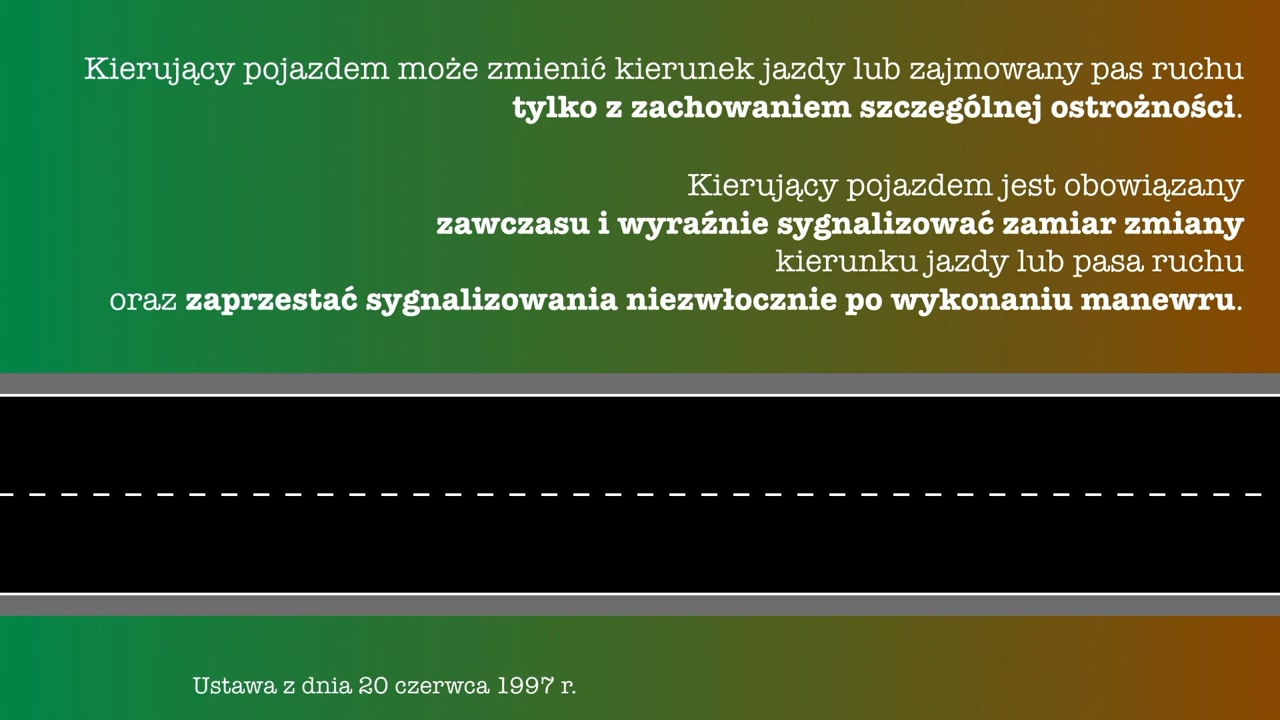 Kierujący pojazdem może zmienić kierunek jazdy lub zajmowany pas ruchu
tylko z zachowaniem szczególnej ostrożności.
Kierujący pojazdem jest obowiązany
zawczasu i wyraźnie sygnalizować zamiar zmiany
kierunku jazdy lub pasa ruchu
oraz zaprzestać sygnalizowania niezwłocznie po wykonaniu manewru.
Ustawa z dnia 20 czerwca 1997 r.